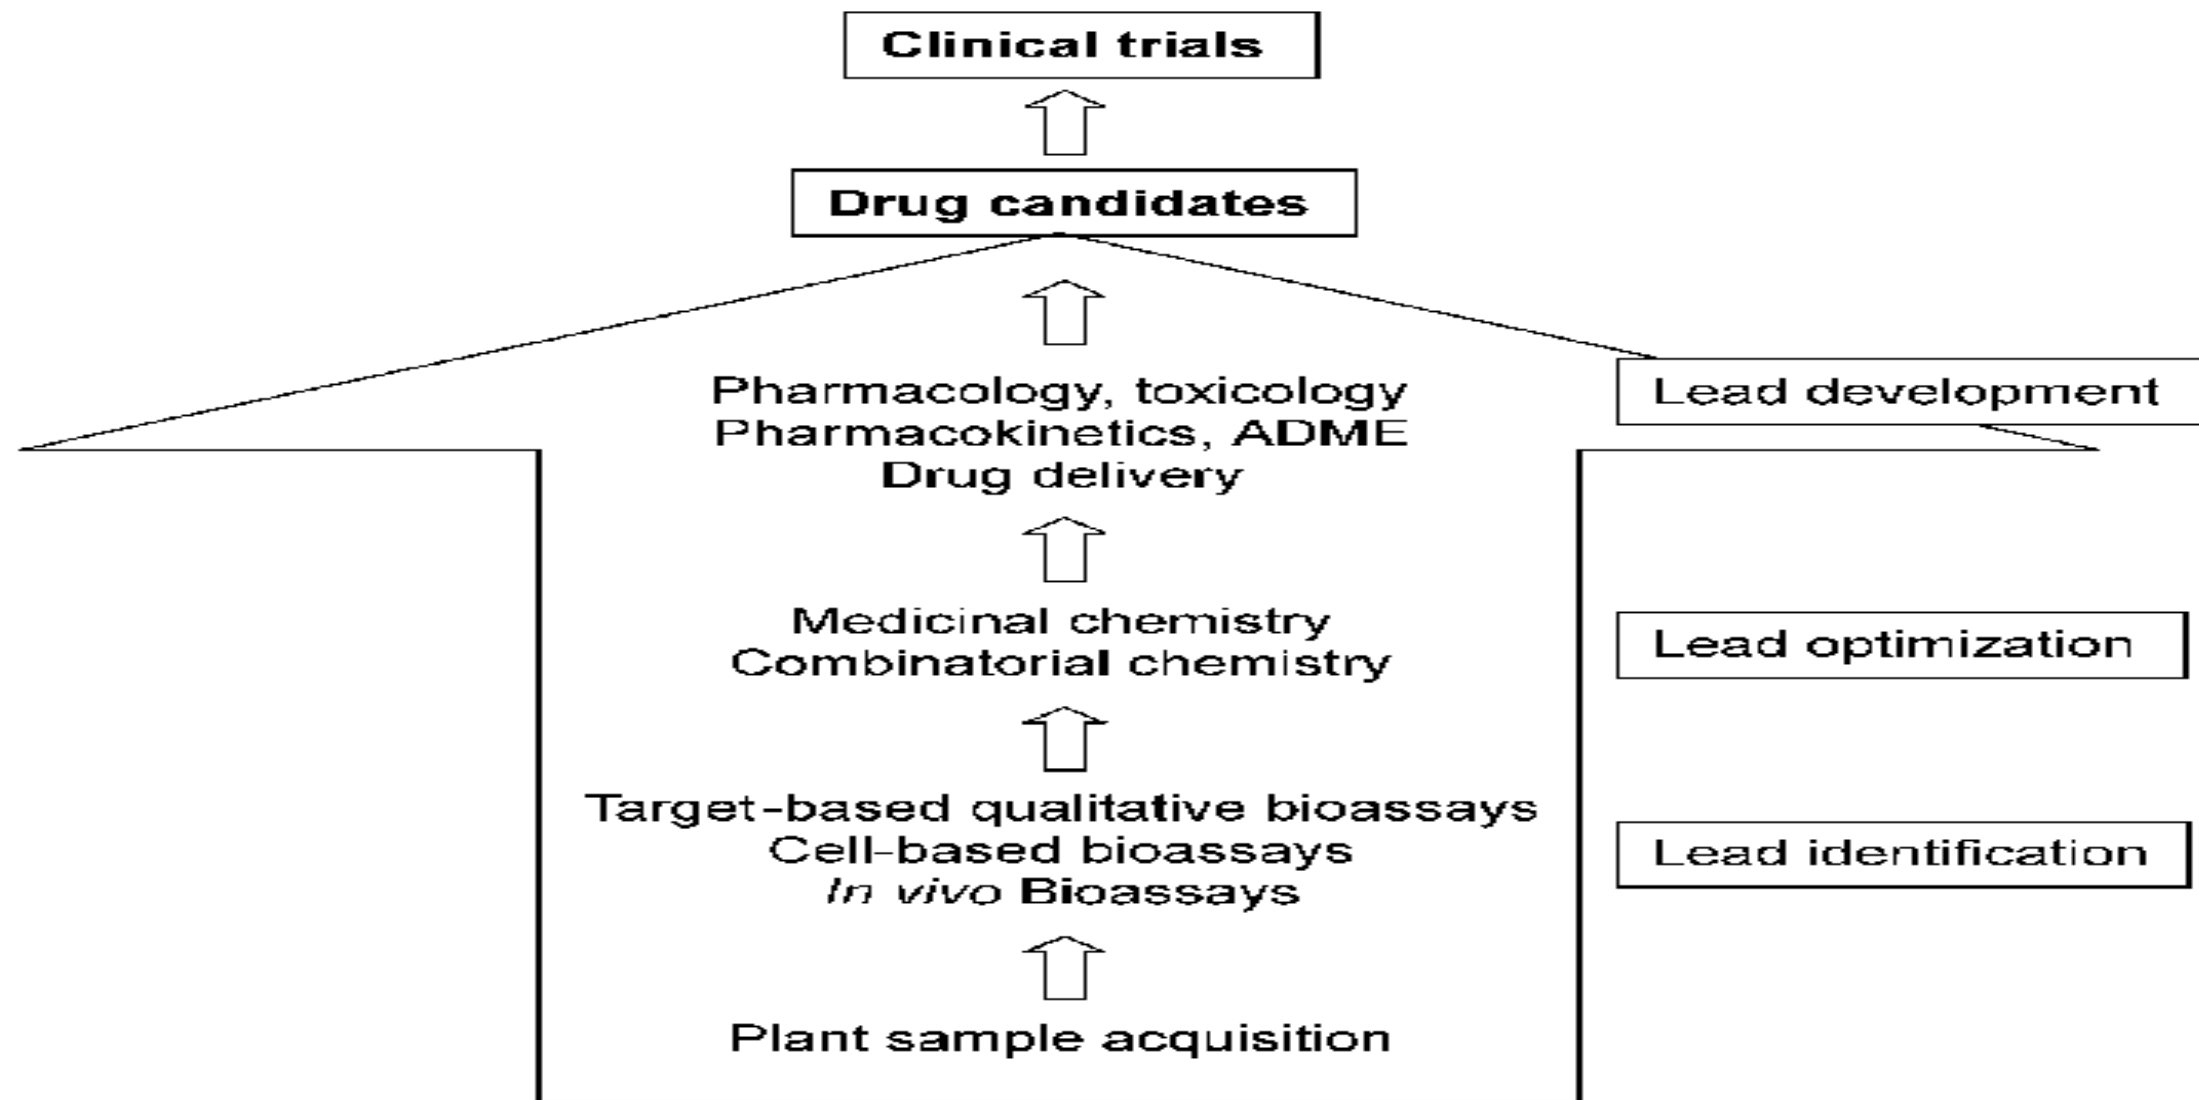 Clinical trials
Drug candidates
Pharmacology, toxicology
Pharmacokinetics, ADME
Drug delivery
Lead development
Medicinal chemistry
Combinatorial chemistry
Lead optimization
Target-based qualitative bioassays
Cell-based bioassays
In vivo Bioassays
Lead identification
Plant sample acquisition